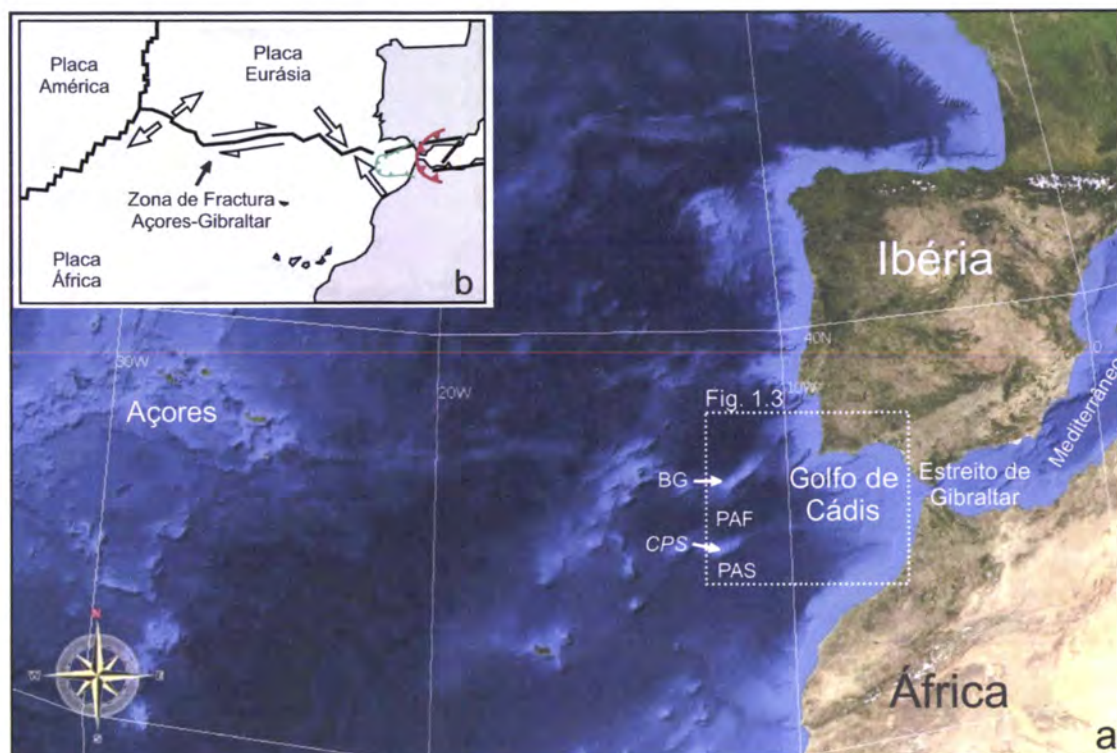 Placa
América
Placa
Eurásia
Zona de Fractura
Açores-Gibraltar
Placa
África
b
Ibéria
30W
20W
40N
10W
0
Açores
Fig. 1.3
BG
PAF
CPS
PAS
Golfo de
Cádis
Estreito de
Gibraltar
Mediterrâneo
N
W
E
S
África
a